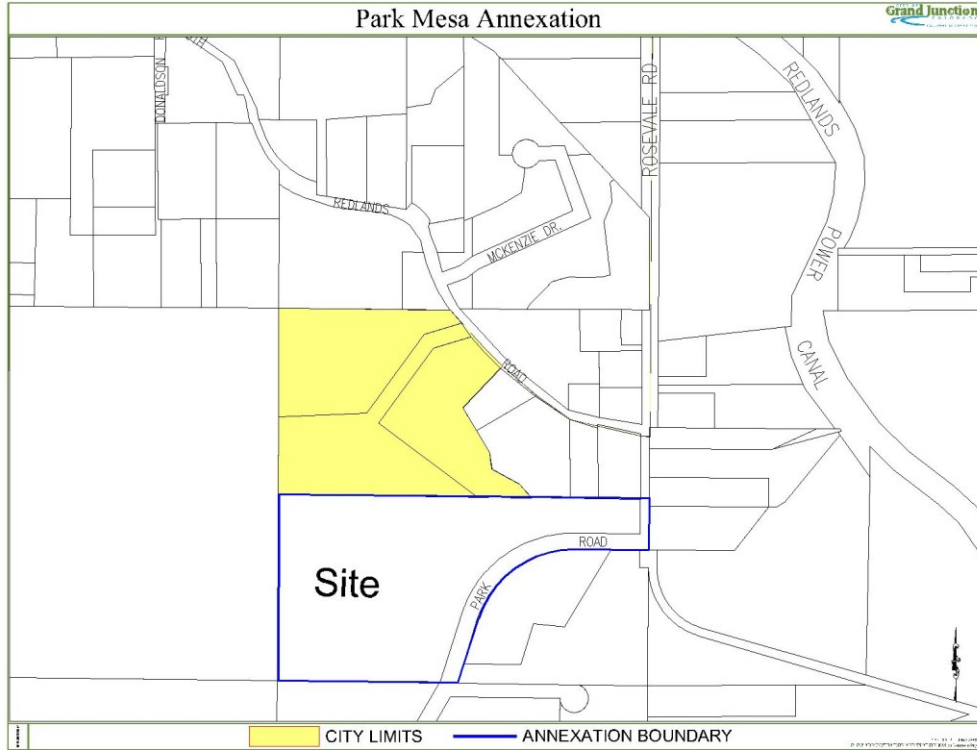 Park Mesa Annexation
Grand Junction
COLORADO
DONALDSON
REDLANDS
ROSEVALE RD
REDLANDS
MCKENZIE DR.
POWER
ROAD
CANAL
ROAD
PARK
Site
CITY LIMITS
ANNEXATION BOUNDARY